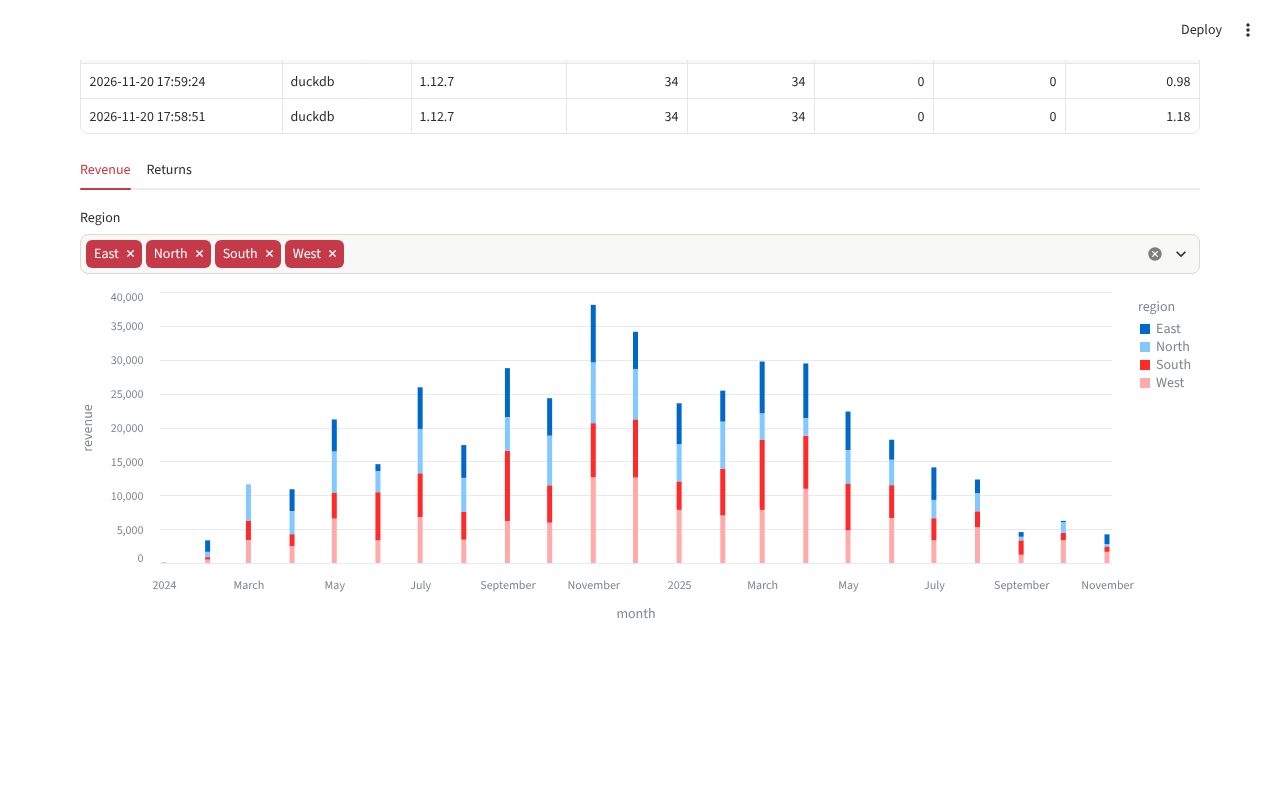 Deploy
2026-11-20 17:59:24 duckdb 1.12.7 34 34 0 0 0.98
2026-11-20 17:58:51 duckdb 1.12.7 34 34 0 0 1.18
Revenue Returns
Region
East North South West
40,000
35,000
30,000
25,000
20,000
15,000
10,000
5,000
0
revenue
2024 March May July September November 2025 March May July September November
month
region
East
North
South
West